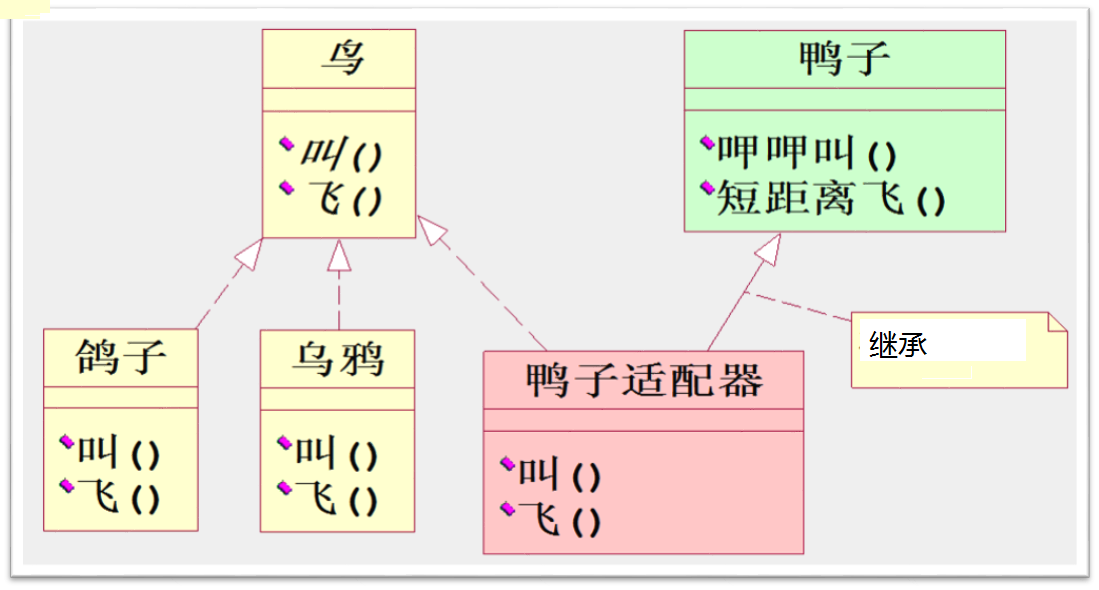 鸟
叫()
飞()
鸭子
呷呷叫()
短距离飞()
鸽子
叫()
飞()
乌鸦
叫()
飞()
鸭子适配器
叫()
飞()
继承